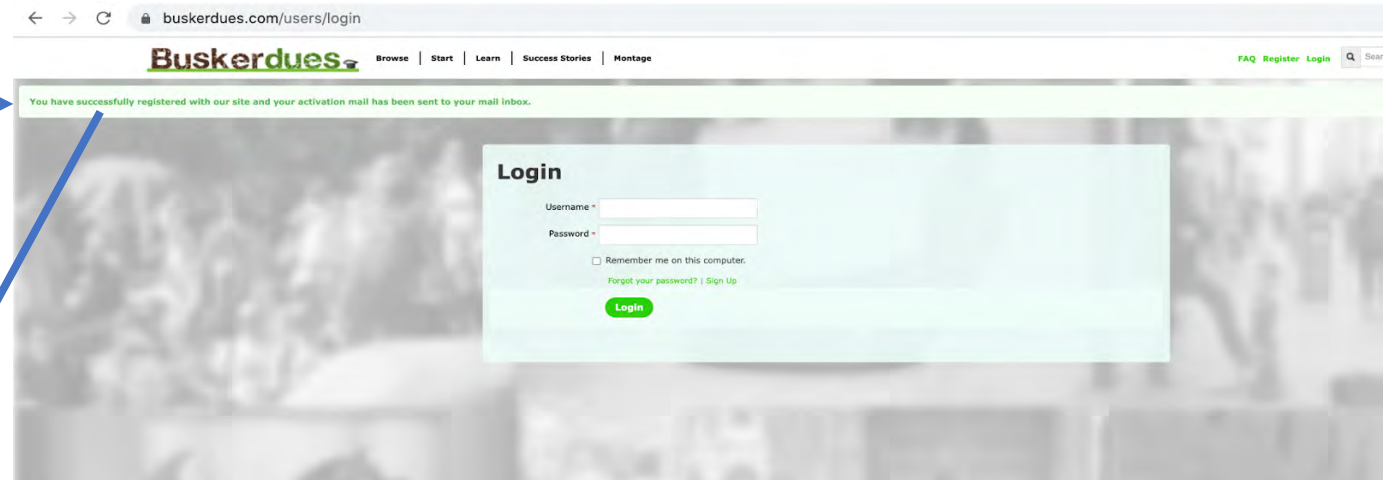 buskerdues.com/users/login
Buskerdues
Browse | Start | Learn | Success Stories | Montage
FAQ Register Login
You have successfully registered with our site and your activation mail has been sent to your mail inbox.
Login
Username *
Password *
Remember me on this computer.
Forgot your password? | Sign Up
Login